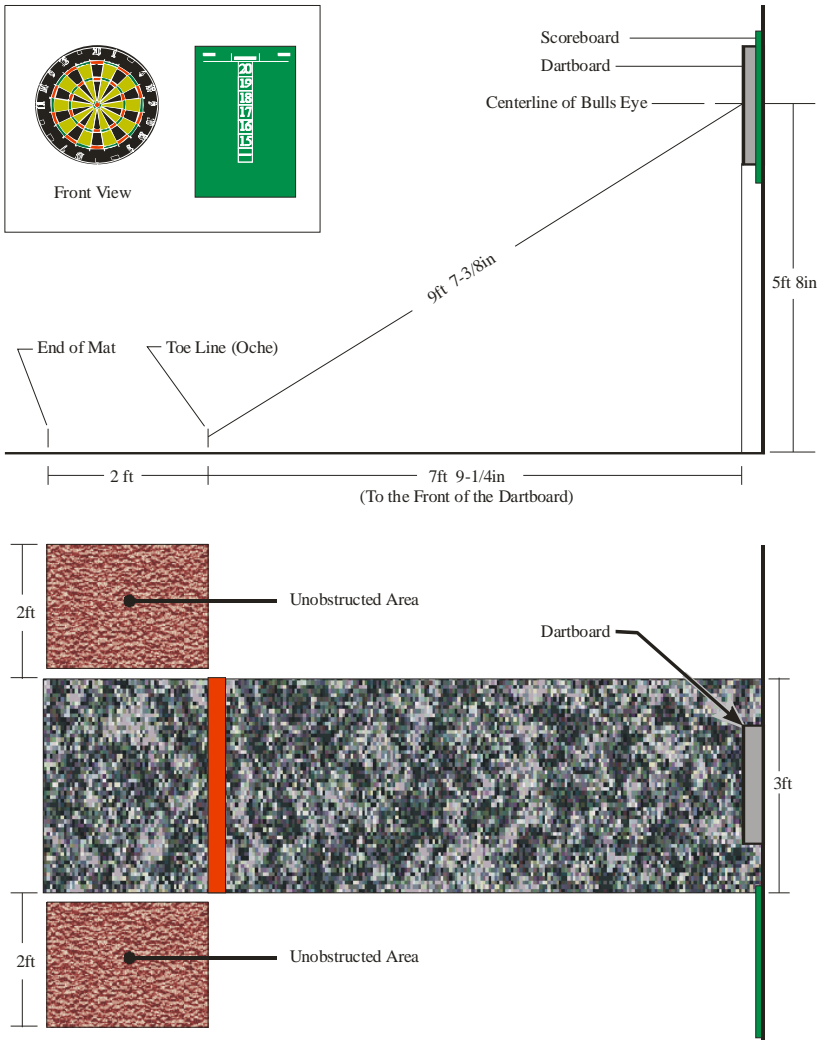 Scoreboard
Dartboard
Centerline of Bulls Eye
20
19
18
17
16
15
Front View
9ft 7-3/8in
5ft 8in
End of Mat
Toe Line (Oche)
2 ft
7ft 9-1/4in
(To the Front of the Dartboard)
Unobstructed Area
2ft
Dartboard
3ft
2ft
Unobstructed Area